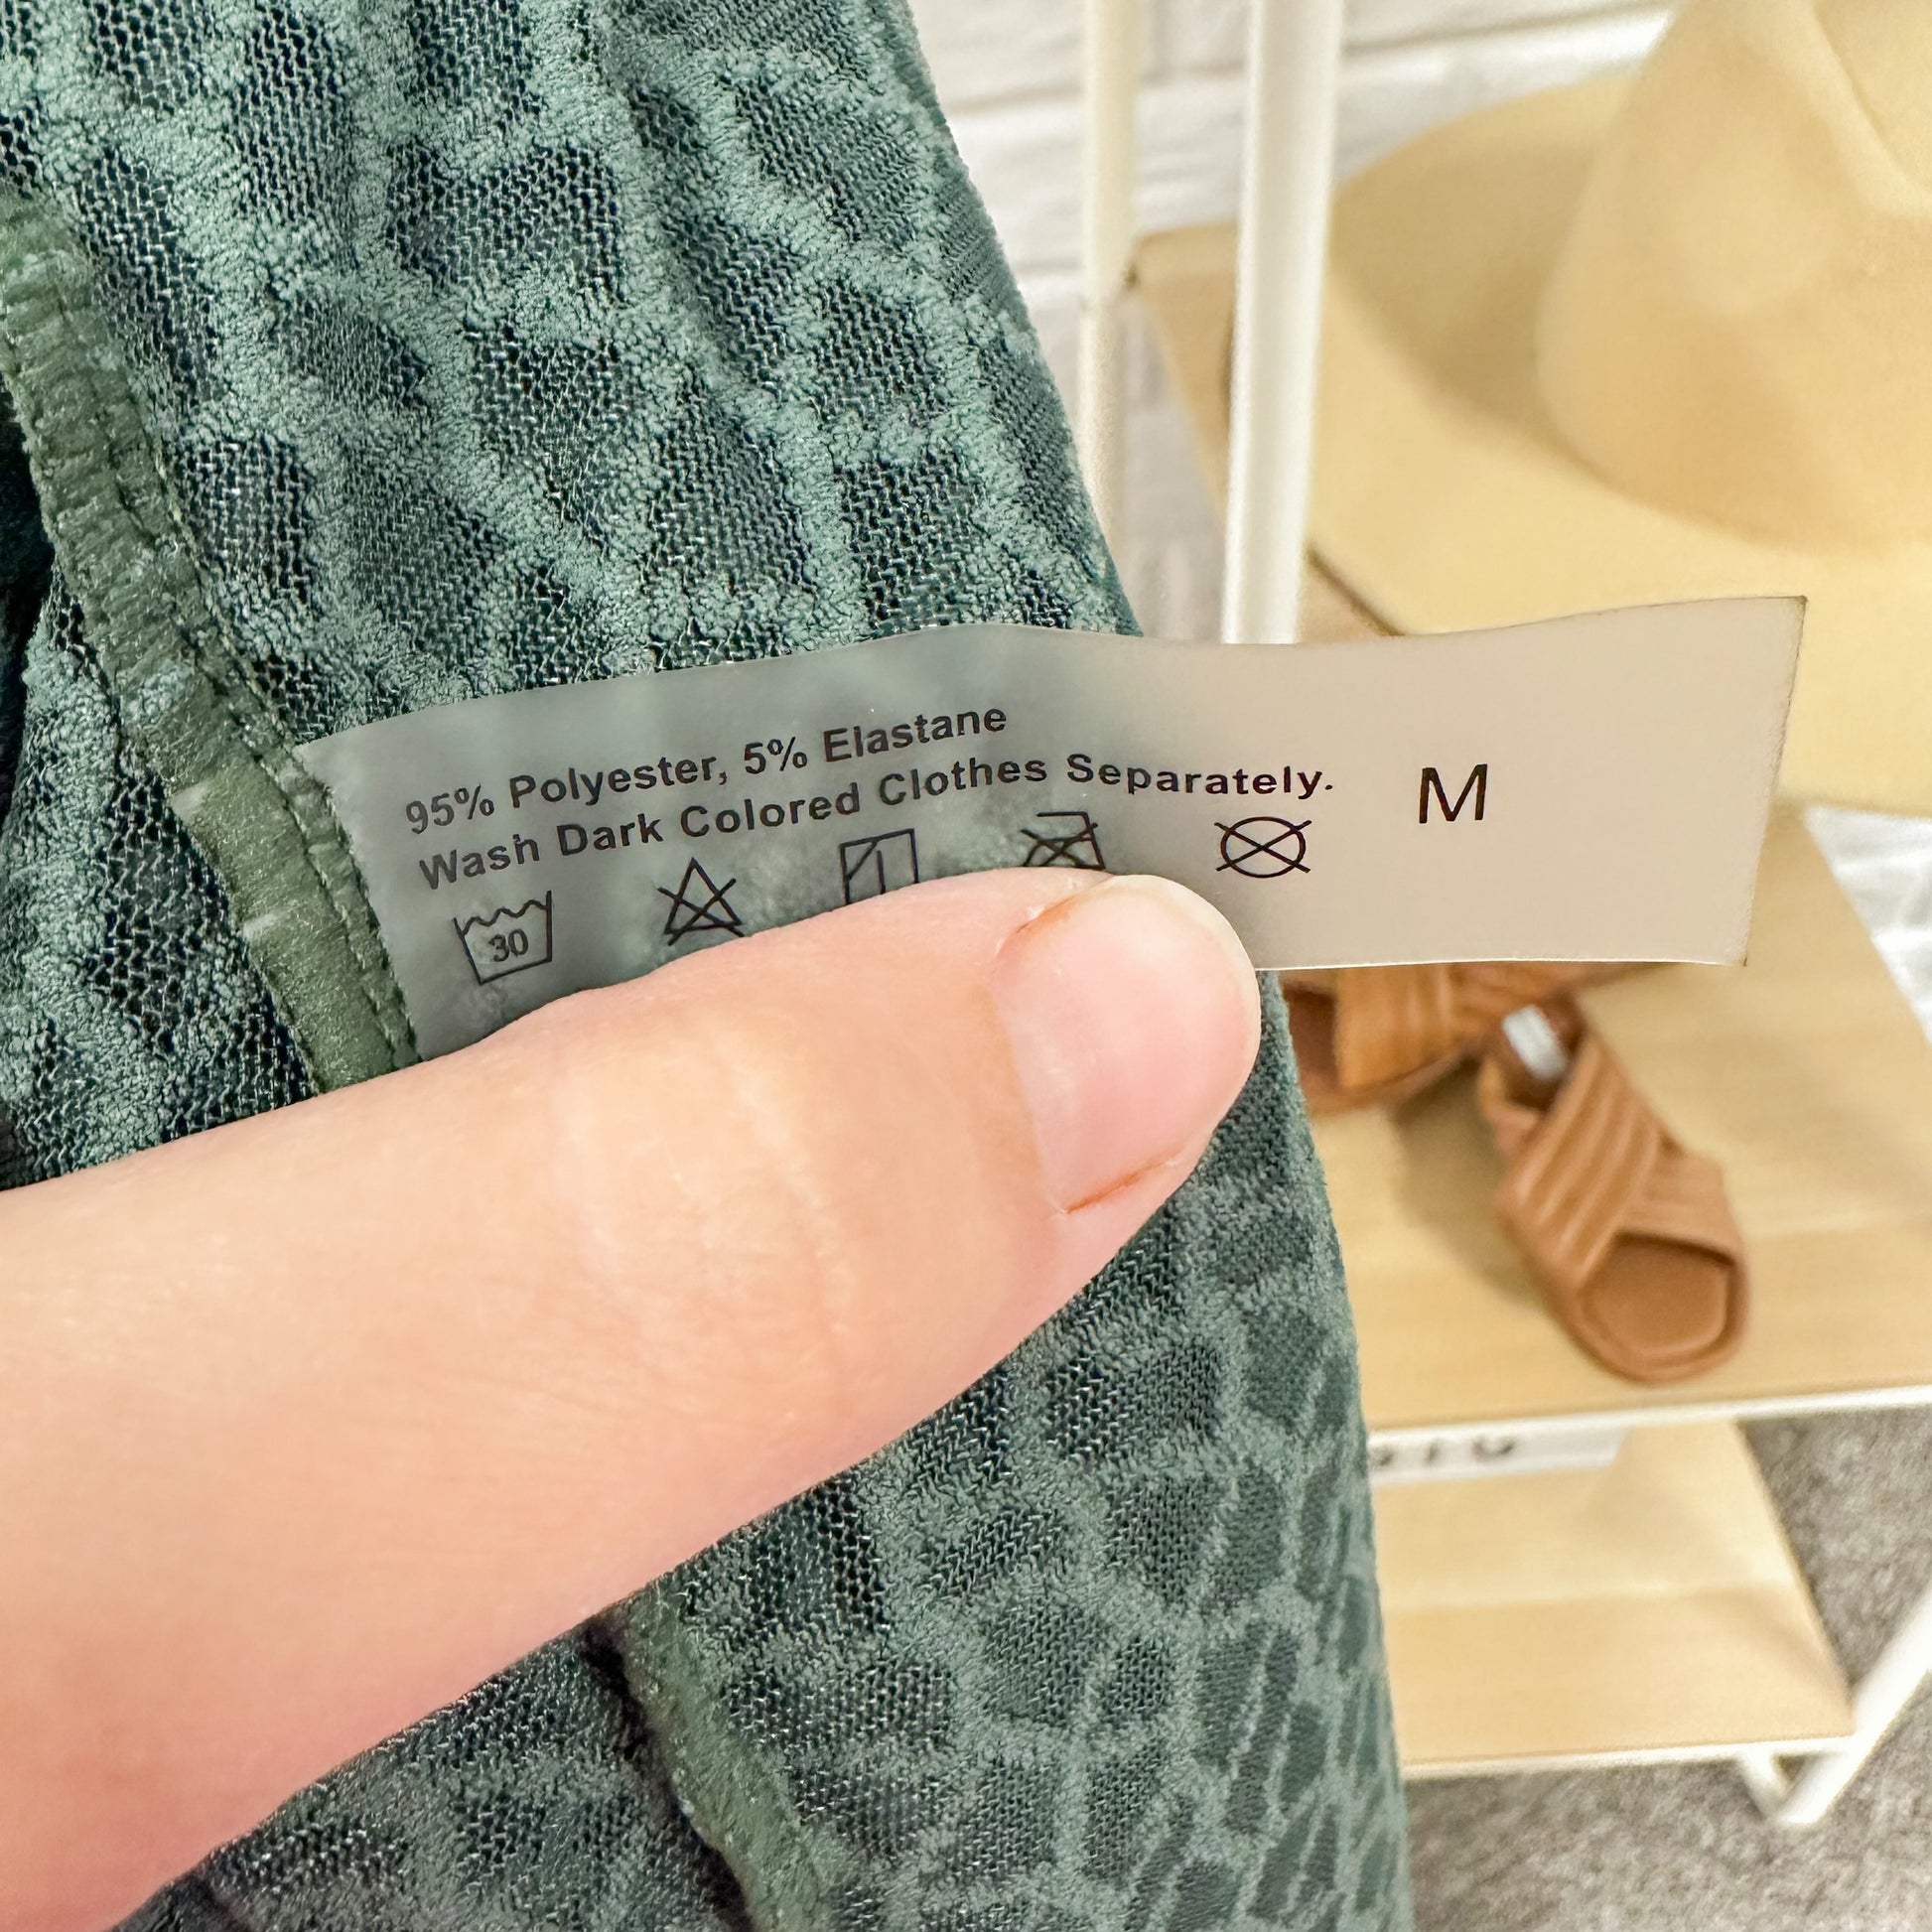 95% Polyester, 5% Elastane
Wash Dark Colored Clothes Separately.
M
30